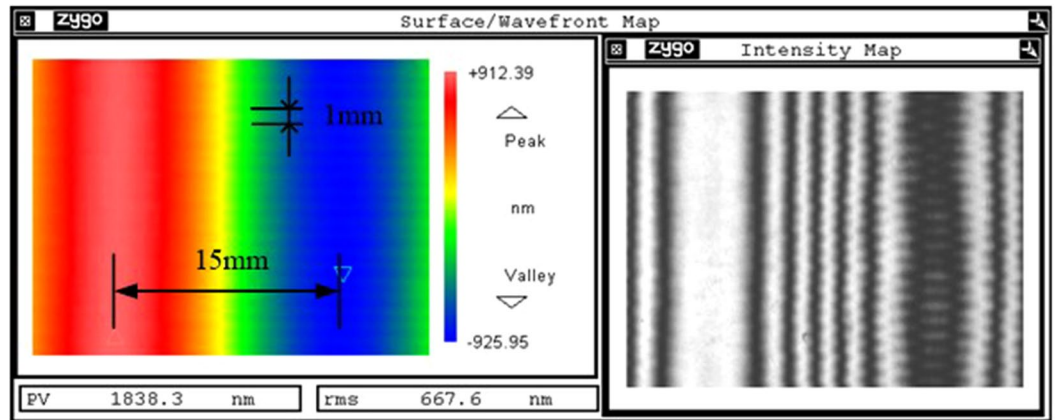 zygo Surface/Wavefront Map
+912.39
1mm
Peak
nm
15mm
Valley
-925.95
PV 1838.3 nm
rms 667.6 nm
zygo Intensity Map